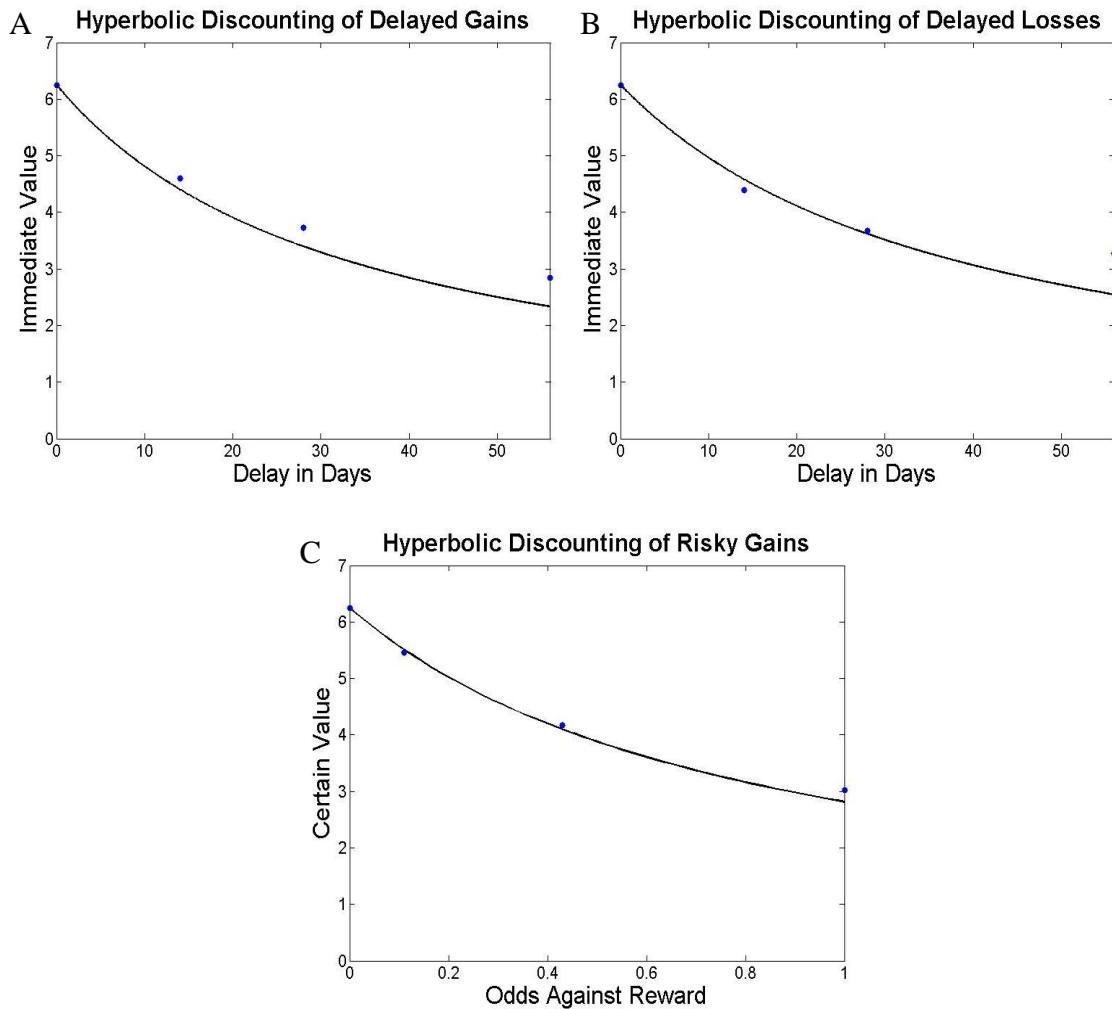 A
Hyperbolic Discounting of Delayed Gains
7
6
5
4
3
2
1
0
Immediate Value
0 10 20 30 40 50
Delay in Days
B
Hyperbolic Discounting of Delayed Losses
7
6
5
4
3
2
1
0
Immediate Value
0 10 20 30 40 50
Delay in Days
C
Hyperbolic Discounting of Risky Gains
7
6
5
4
3
2
1
0
Certain Value
0 0.2 0.4 0.6 0.8 1
Odds Against Reward